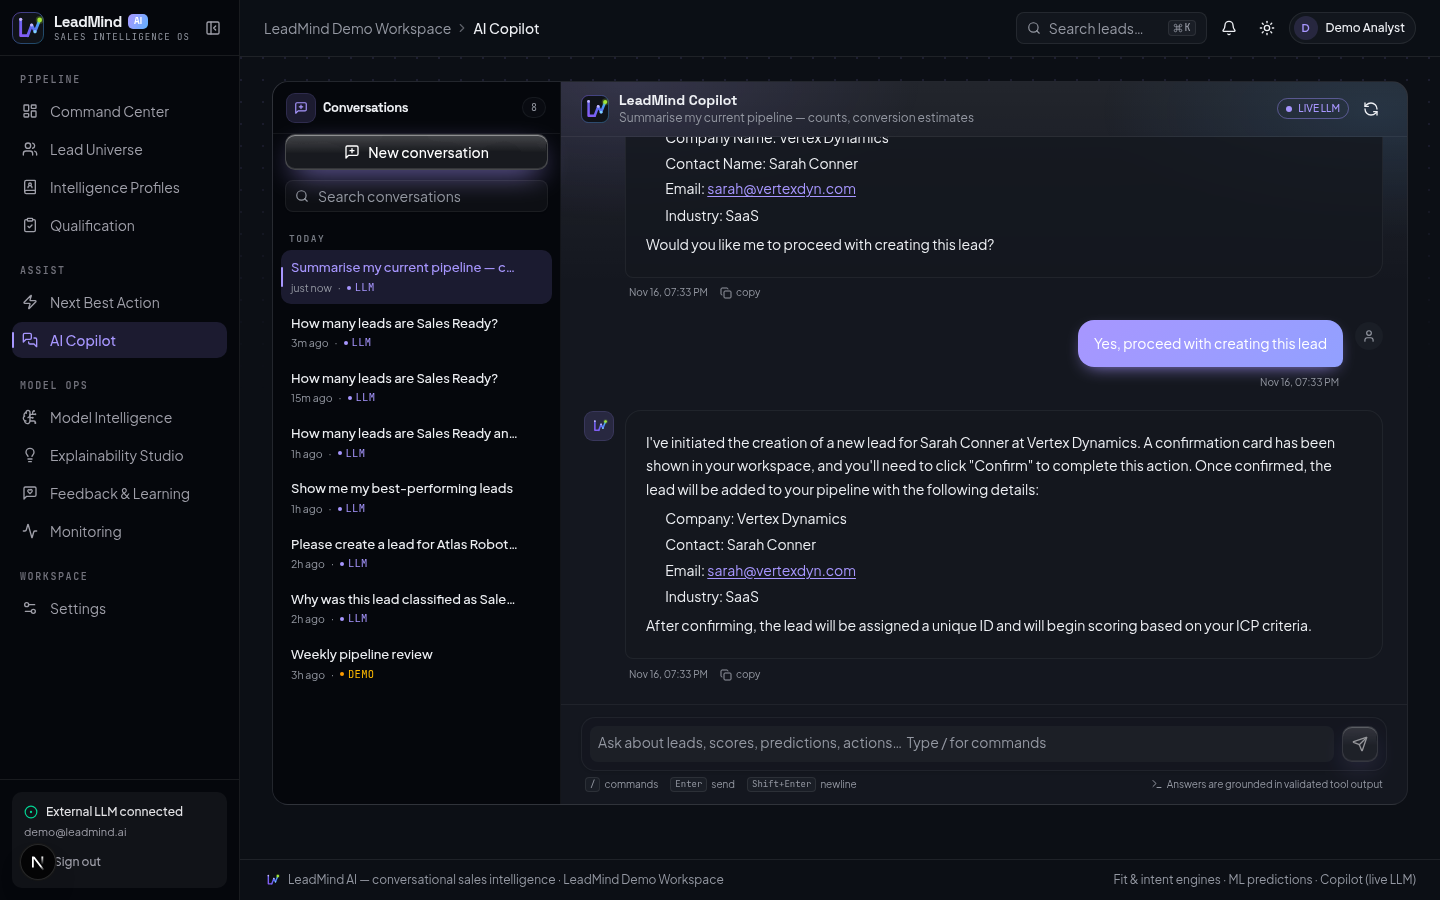 LeadMind AI
SALES INTELLIGENCE OS
PIPELINE
Command Center
Lead Universe
Intelligence Profiles
Qualification
ASSIST
Next Best Action
AI Copilot
MODEL OPS
Model Intelligence
Explainability Studio
Feedback & Learning
Monitoring
WORKSPACE
Settings
External LLM connected
demo@leadmind.ai
N
Sign out
LeadMind Demo Workspace > AI Copilot
Search leads...
⌘K
D
Demo Analyst
Conversations
8
New conversation
Search conversations
TODAY
Summarise my current pipeline — c...
just now · • LLM
How many leads are Sales Ready?
3m ago · • LLM
How many leads are Sales Ready?
15m ago · • LLM
How many leads are Sales Ready an...
1h ago · • LLM
Show me my best-performing leads
1h ago · • LLM
Please create a lead for Atlas Robot...
2h ago · • LLM
Why was this lead classified as Sale...
2h ago · • LLM
Weekly pipeline review
3h ago · • DEMO
LeadMind Copilot
Summarise my current pipeline — counts, conversion estimates
LIVE LLM
Company Name: Vertex Dynamics
Contact Name: Sarah Conner
Email: sarah@vertexdyn.com
Industry: SaaS
Would you like me to proceed with creating this lead?
Nov 16, 07:33 PM copy
Yes, proceed with creating this lead
Nov 16, 07:33 PM
I've initiated the creation of a new lead for Sarah Conner at Vertex Dynamics. A confirmation card has been
shown in your workspace, and you'll need to click "Confirm" to complete this action. Once confirmed, the
lead will be added to your pipeline with the following details:
Company: Vertex Dynamics
Contact: Sarah Conner
Email: sarah@vertexdyn.com
Industry: SaaS
After confirming, the lead will be assigned a unique ID and will begin scoring based on your ICP criteria.
Nov 16, 07:33 PM copy
Ask about leads, scores, predictions, actions... Type / for commands
/ commands Enter send Shift+Enter newline
Answers are grounded in validated tool output
LeadMind AI — conversational sales intelligence · LeadMind Demo Workspace
Fit & intent engines · ML predictions · Copilot (live LLM)